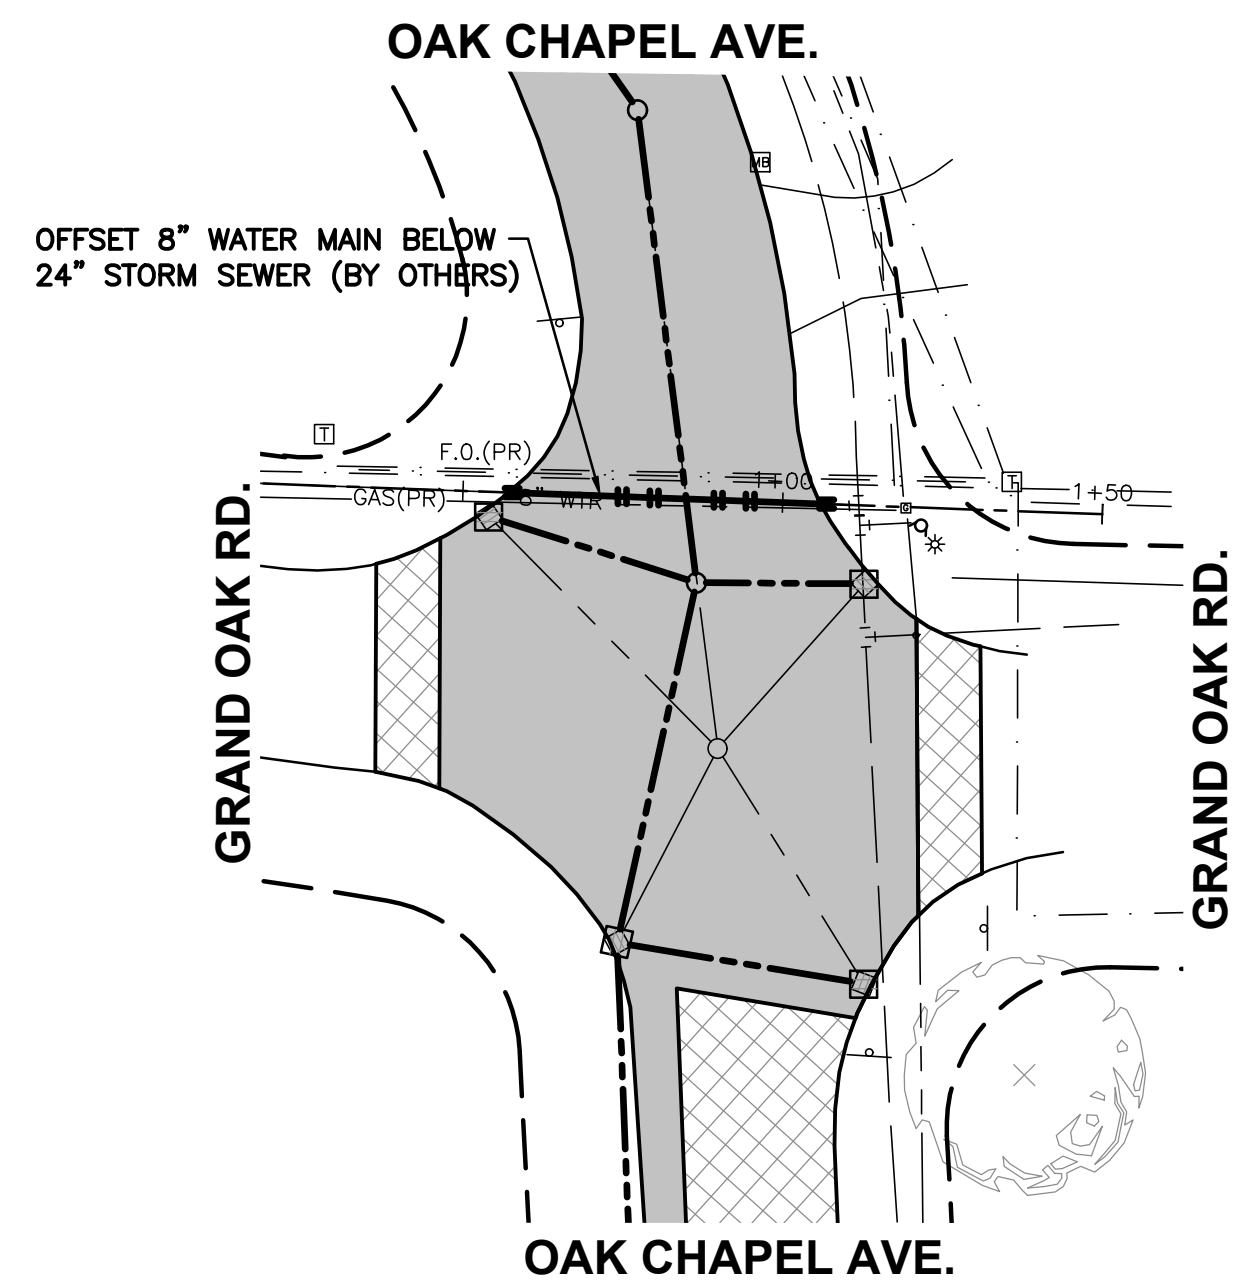 OAK CHAPEL AVE.
MB
OFFSET 8” WATER MAIN BELOW
24” STORM SEWER (BY OTHERS)
T
F.O.(PR)
1+00
T
1+50
GAS(PR)
8" WTR
G
GRAND OAK RD.
GRAND OAK RD.
OAK CHAPEL AVE.